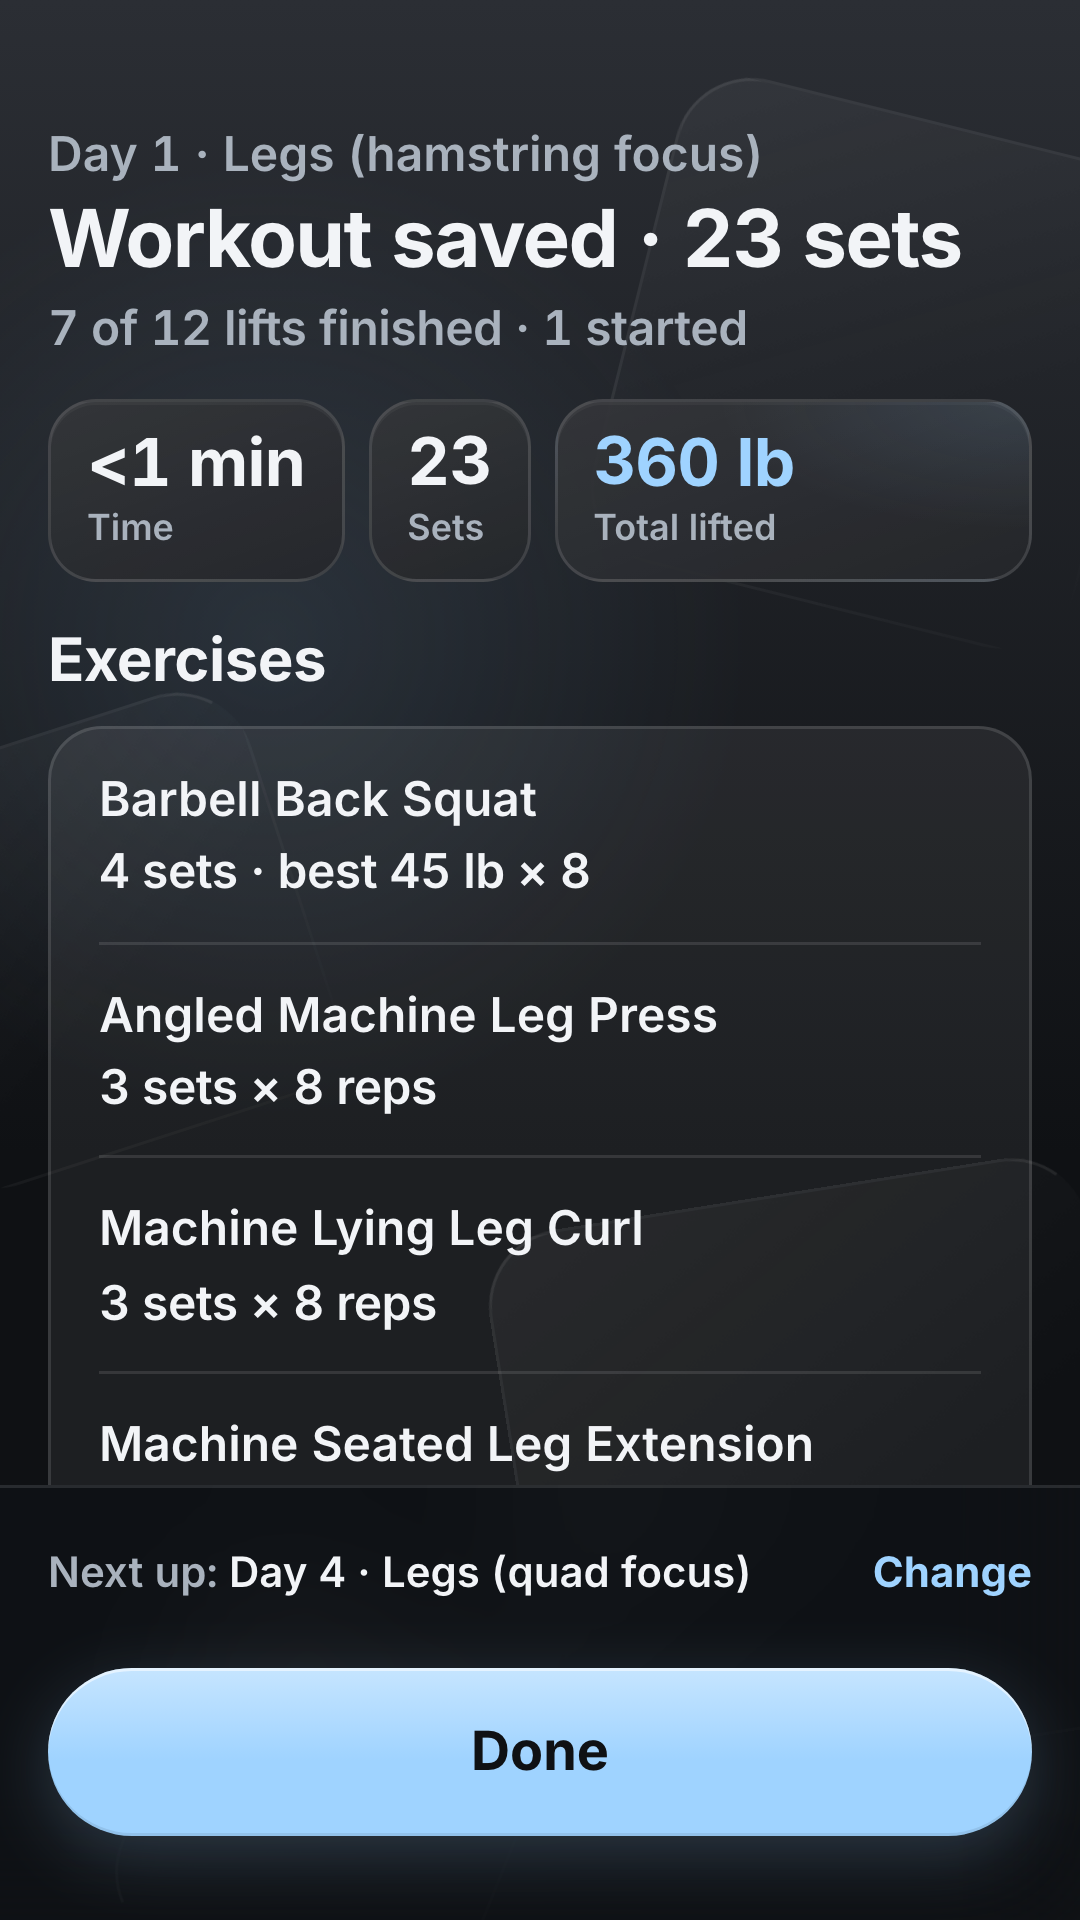 Day 1 · Legs (hamstring focus)
Workout saved · 23 sets
7 of 12 lifts finished · 1 started
<1 min
Time
23
Sets
360 lb
Total lifted
Exercises
Barbell Back Squat
4 sets · best 45 lb × 8
Angled Machine Leg Press
3 sets × 8 reps
Machine Lying Leg Curl
3 sets × 8 reps
Machine Seated Leg Extension
Next up: Day 4 · Legs (quad focus)
Change
Done